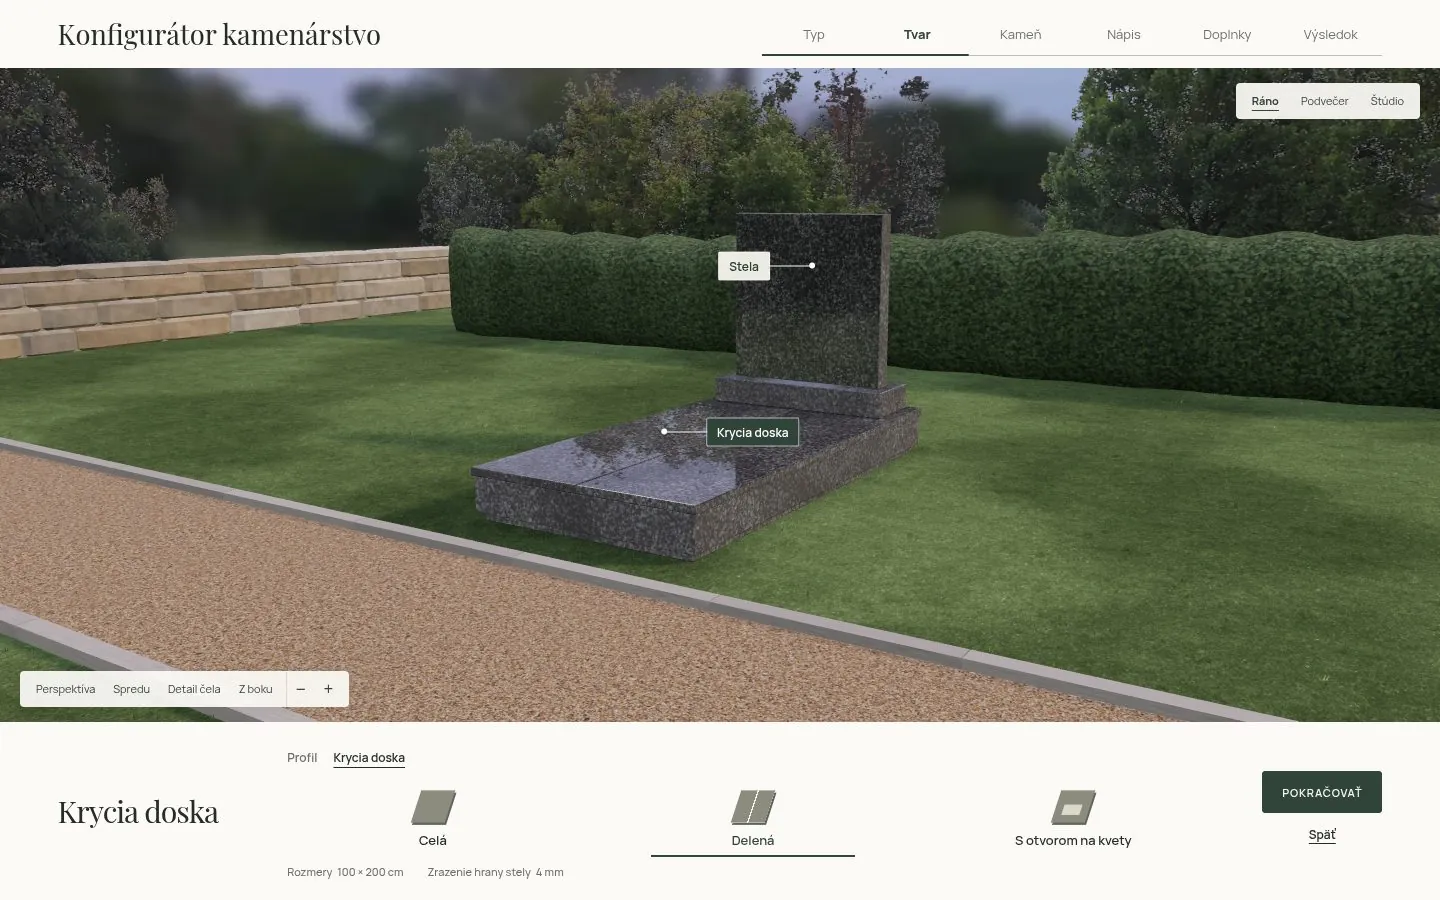 Konfigurátor kamenárstvo
Typ
Tvar
Kameň
Nápis
Doplnky
Výsledok
Ráno
Podvečer
Štúdio
Stela
Krycia doska
Perspektíva
Spredu
Detail čela
Z boku
− +
Profil
Krycia doska
Krycia doska
Celá
Delená
S otvorom na kvety
Rozmery 100 × 200 cm
Zrazenie hrany stely 4 mm
POKRAČOVAŤ
Späť